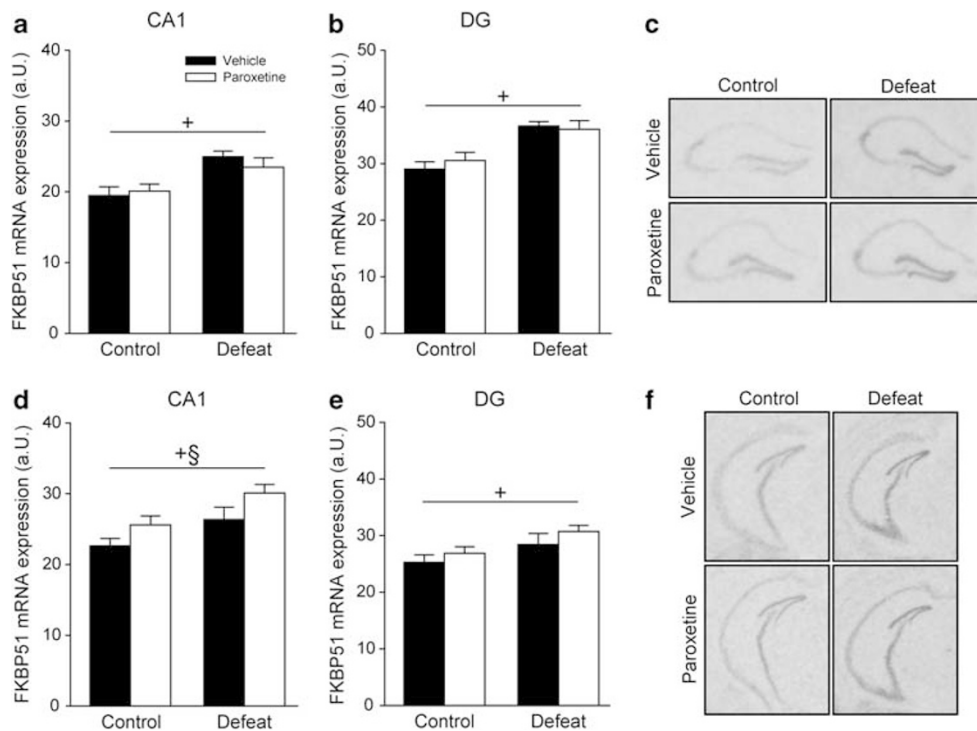 a
CA1
FKBP51 mRNA expression (a.U.)
40
30
20
10
0
Vehicle
Paroxetine
+
Control Defeat
b
DG
FKBP51 mRNA expression (a.U.)
50
40
30
20
10
0
+
Control Defeat
c
Control Defeat
Vehicle
Paroxetine
d
CA1
FKBP51 mRNA expression (a.U.)
40
30
20
10
0
+§
Control Defeat
e
DG
FKBP51 mRNA expression (a.U.)
50
40
30
20
10
0
+
Control Defeat
f
Control Defeat
Vehicle
Paroxetine